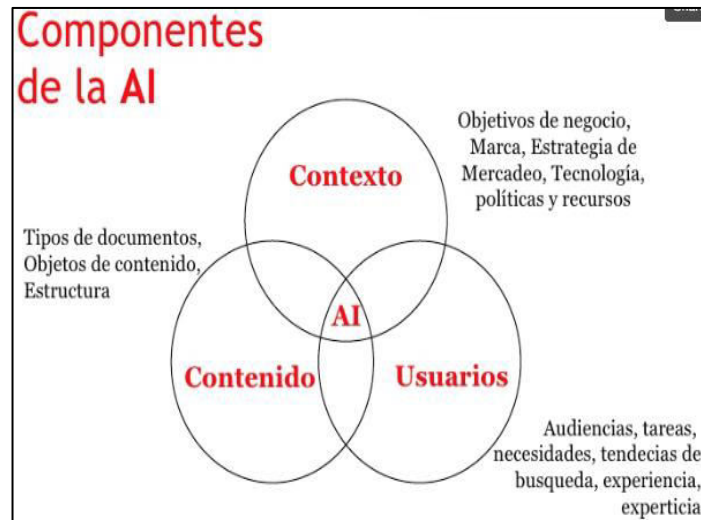 Componentes
de la AI
Objetivos de negocio,
Marca, Estrategia de
Mercadeo, Tecnología,
políticas y recursos
Contexto
Tipos de documentos,
Objetos de contenido,
Estructura
AI
Contenido
Usuarios
Audiencias, tareas,
necesidades, tendecias de
busqueda, experiencia,
experticia